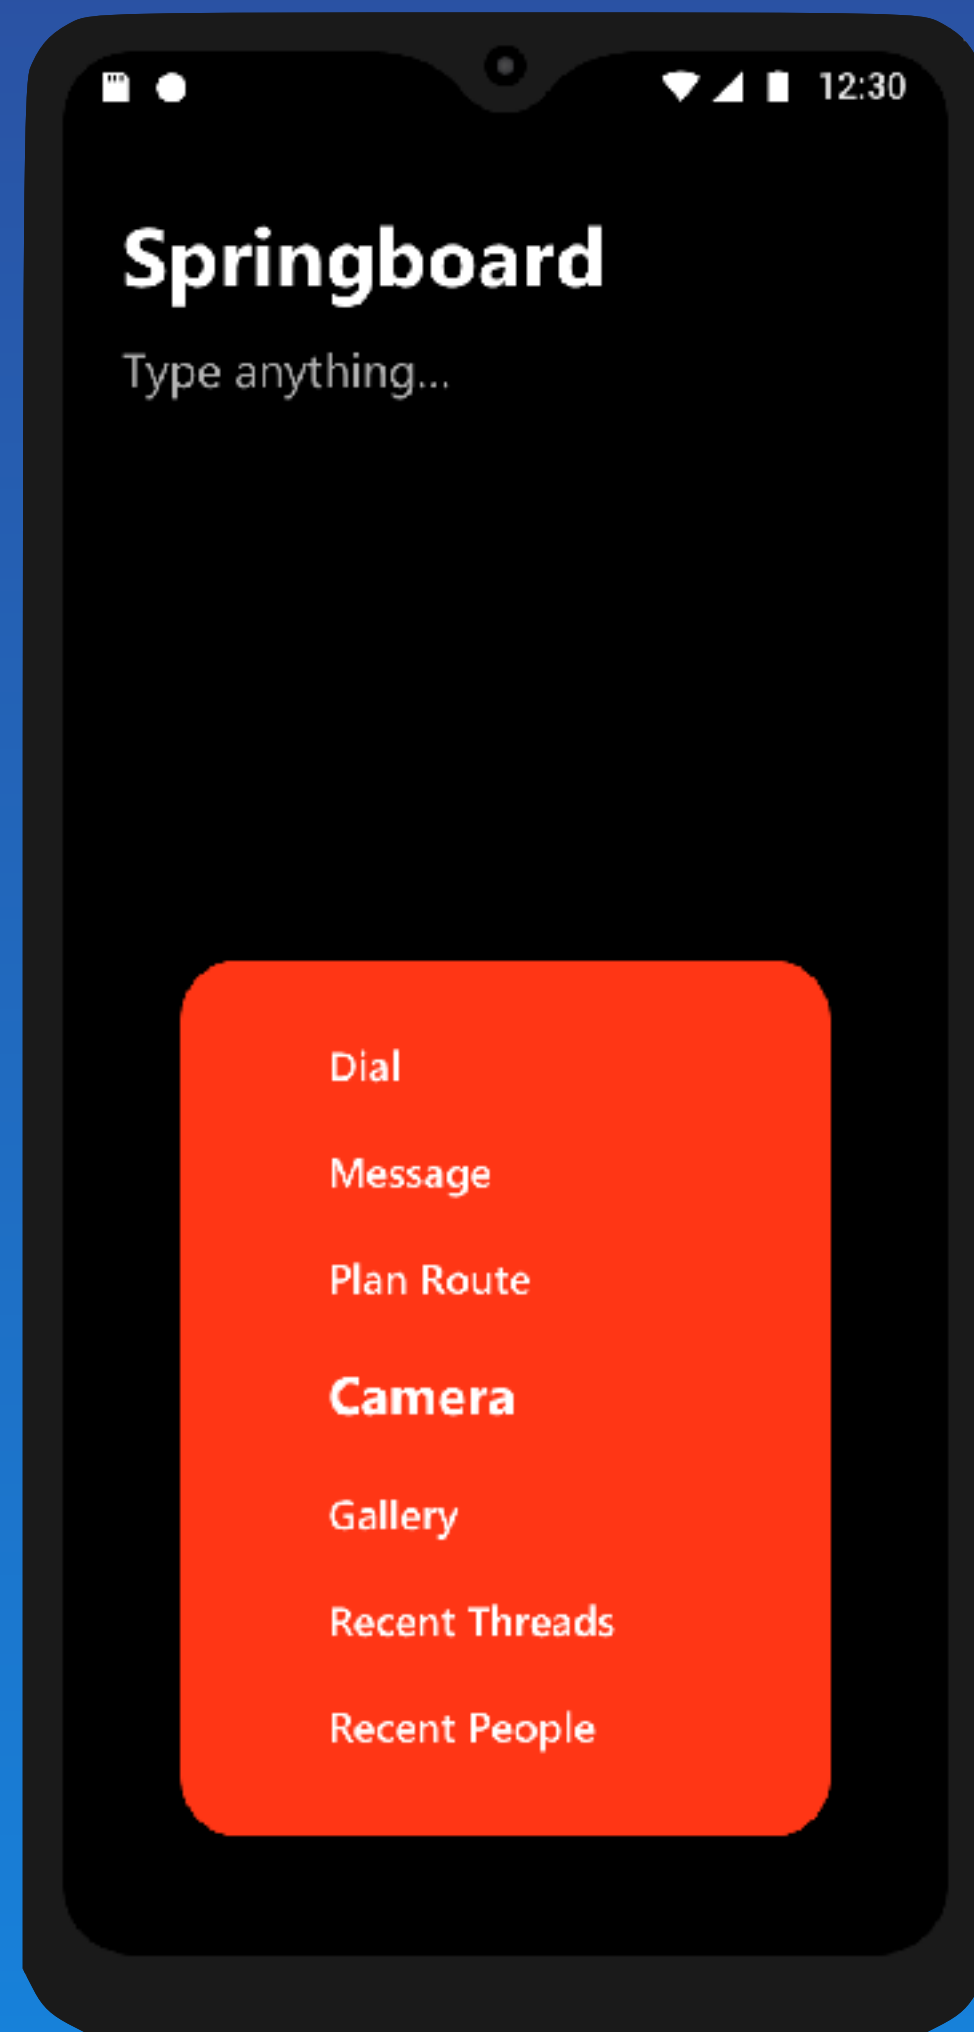 12:30
Springboard
Type anything...
Dial
Message
Plan Route
Camera
Gallery
Recent Threads
Recent People